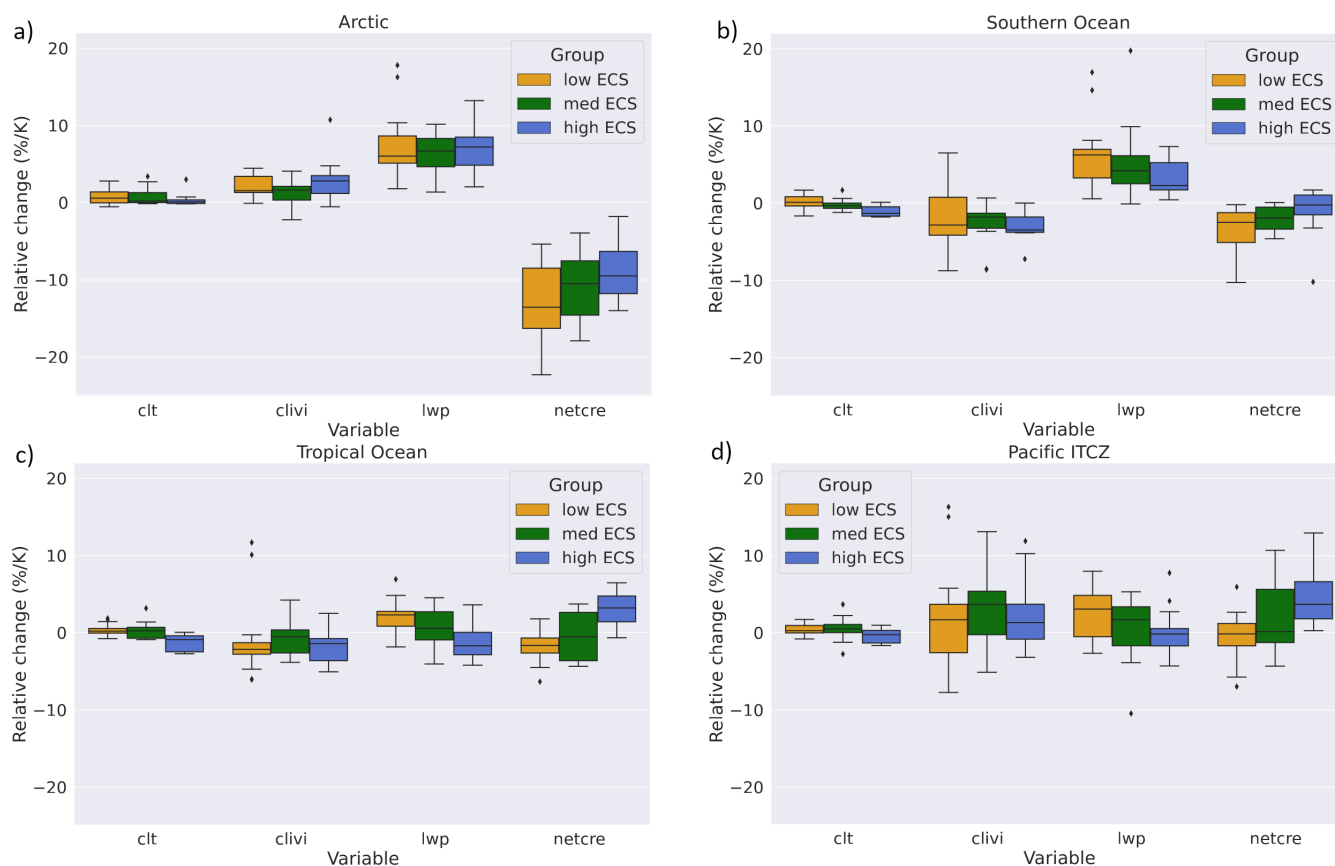 a)
Arctic
Relative change (%/K)
20
10
0
−10
−20
Group
low ECS
med ECS
high ECS
clt
clivi
lwp
netcre
Variable
b)
Southern Ocean
Relative change (%/K)
20
10
0
−10
−20
Group
low ECS
med ECS
high ECS
clt
clivi
lwp
netcre
Variable
c)
Tropical Ocean
Relative change (%/K)
20
10
0
−10
−20
Group
low ECS
med ECS
high ECS
clt
clivi
lwp
netcre
Variable
d)
Pacific ITCZ
Relative change (%/K)
20
10
0
−10
−20
Group
low ECS
med ECS
high ECS
clt
clivi
lwp
netcre
Variable